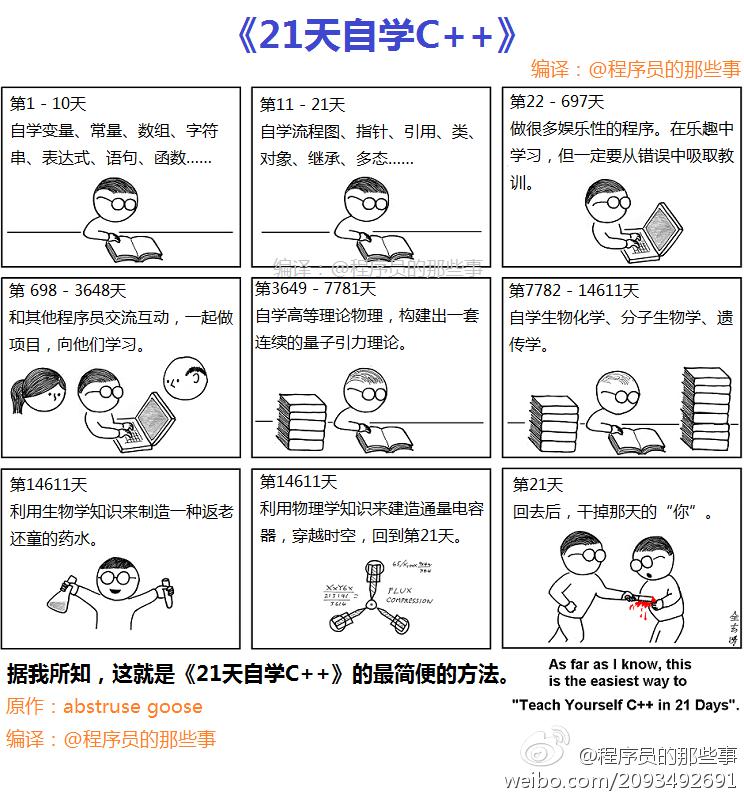 《21天自学C++》
编译：@程序员的那些事
第1 - 10天
自学变量、常量、数组、字符
串、表达式、语句、函数......
第11 - 21天
自学流程图、指针、引用、类、
对象、继承、多态......
第22 - 697天
做很多娱乐性的程序。在乐趣中
学习，但一定要从错误中吸取教
训。
编译：@程序员的那些事
第 698 - 3648天
和其他程序员交流互动，一起做
项目，向他们学习。
第3649 - 7781天
自学高等理论物理，构建出一套
连续的量子引力理论。
第7782 - 14611天
自学生物化学、分子生物学、遗
传学。
第14611天
利用生物学知识来制造一种返老
还童的药水。
第14611天
利用物理学知识来建造通量电容
器，穿越时空，回到第21天。
FLUX
COMPRESSION
第21天
回去后，干掉那天的“你”。
据我所知，这就是《21天自学C++》的最简便的方法。
As far as I know, this
is the easiest way to
"Teach Yourself C++ in 21 Days".
原作：abstruse goose
编译：@程序员的那些事
@程序员的那些事
weibo.com/2093492691